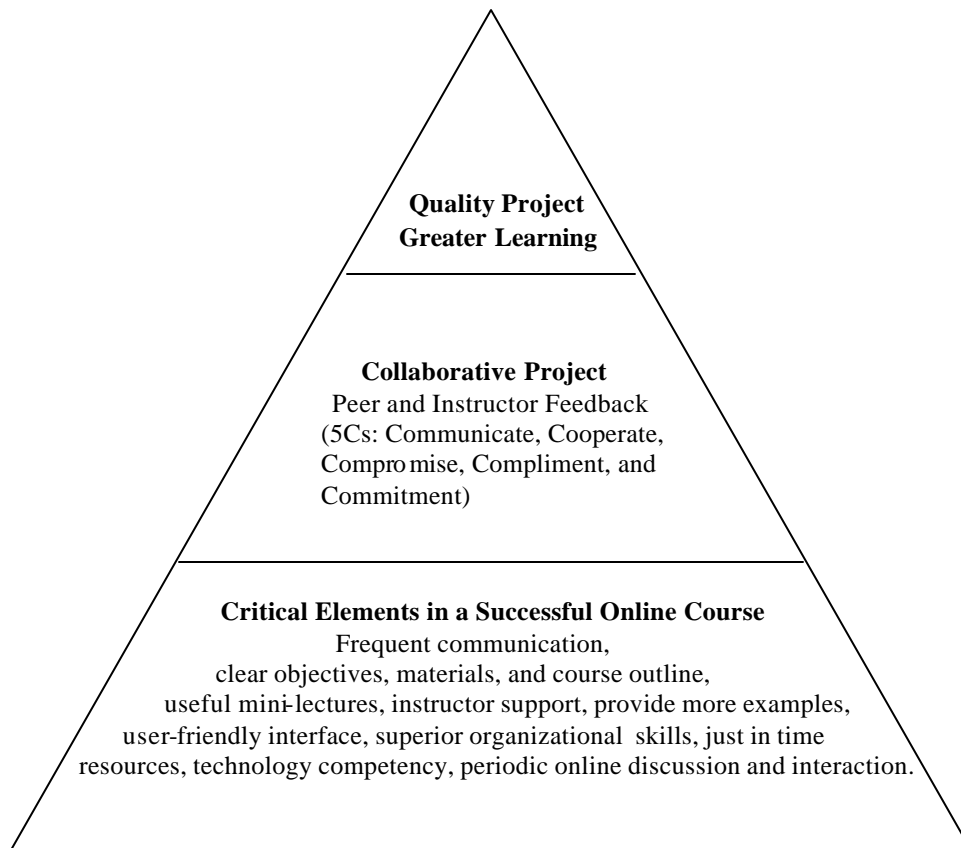 Quality Project
Greater Learning
Collaborative Project
Peer and Instructor Feedback
(5Cs: Communicate, Cooperate,
Compromise, Compliment, and
Commitment)
Critical Elements in a Successful Online Course
Frequent communication,
clear objectives, materials, and course outline,
useful mini-lectures, instructor support, provide more examples,
user-friendly interface, superior organizational skills, just in time
resources, technology competency, periodic online discussion and interaction.